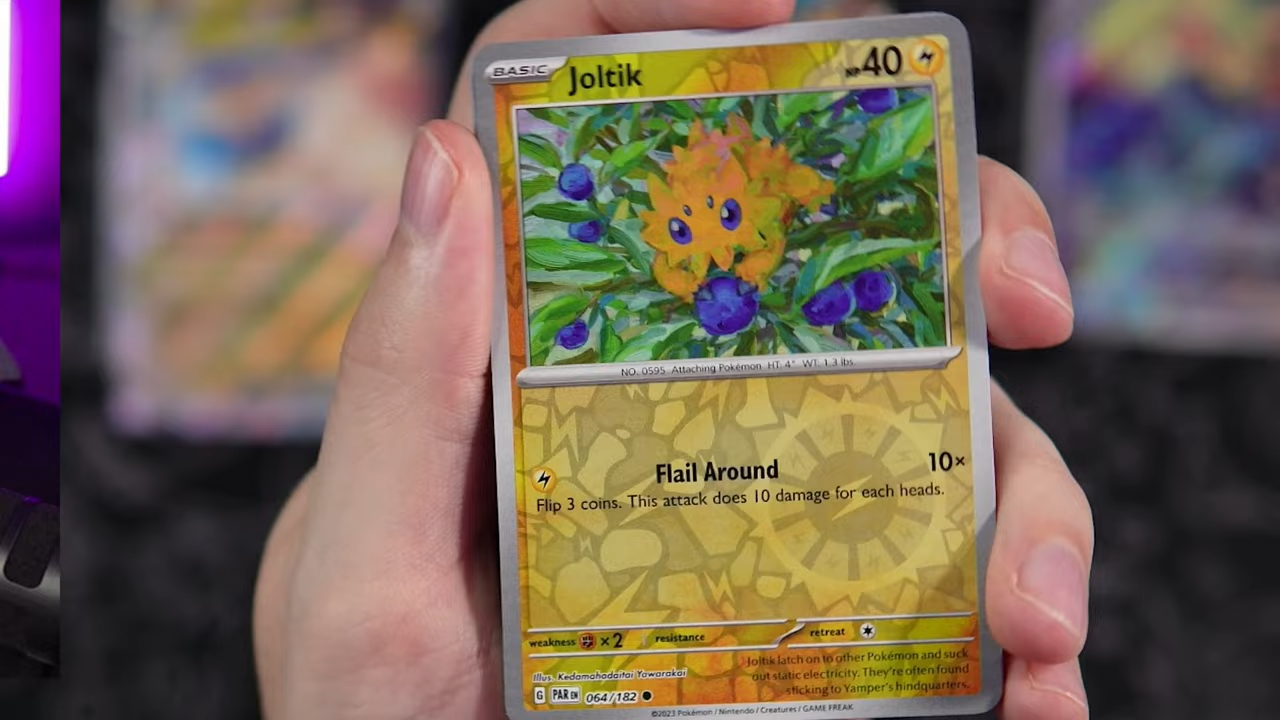 BASIC Joltik HP 40
NO. 0595 Attaching Pokémon HT: 4" WT: 1.3 lbs
Flail Around 10×
Flip 3 coins. This attack does 10 damage for each heads.
weakness ×2 resistance retreat
Illus. Kedamahadaitai Yawarakai
Joltik latch on to other Pokémon and suck
out static electricity. They're often found
sticking to Yamper's hindquarters.
G PAR EN 064/182
©2023 Pokémon / Nintendo / Creatures / GAME FREAK